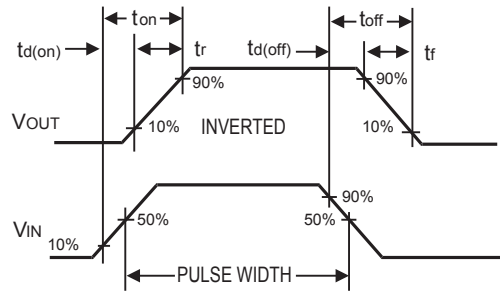 ton
toff
td(on)
tr
td(off)
tf
90%
90%
VOUT
10%
INVERTED
10%
90%
VIN
50%
50%
10%
PULSE WIDTH